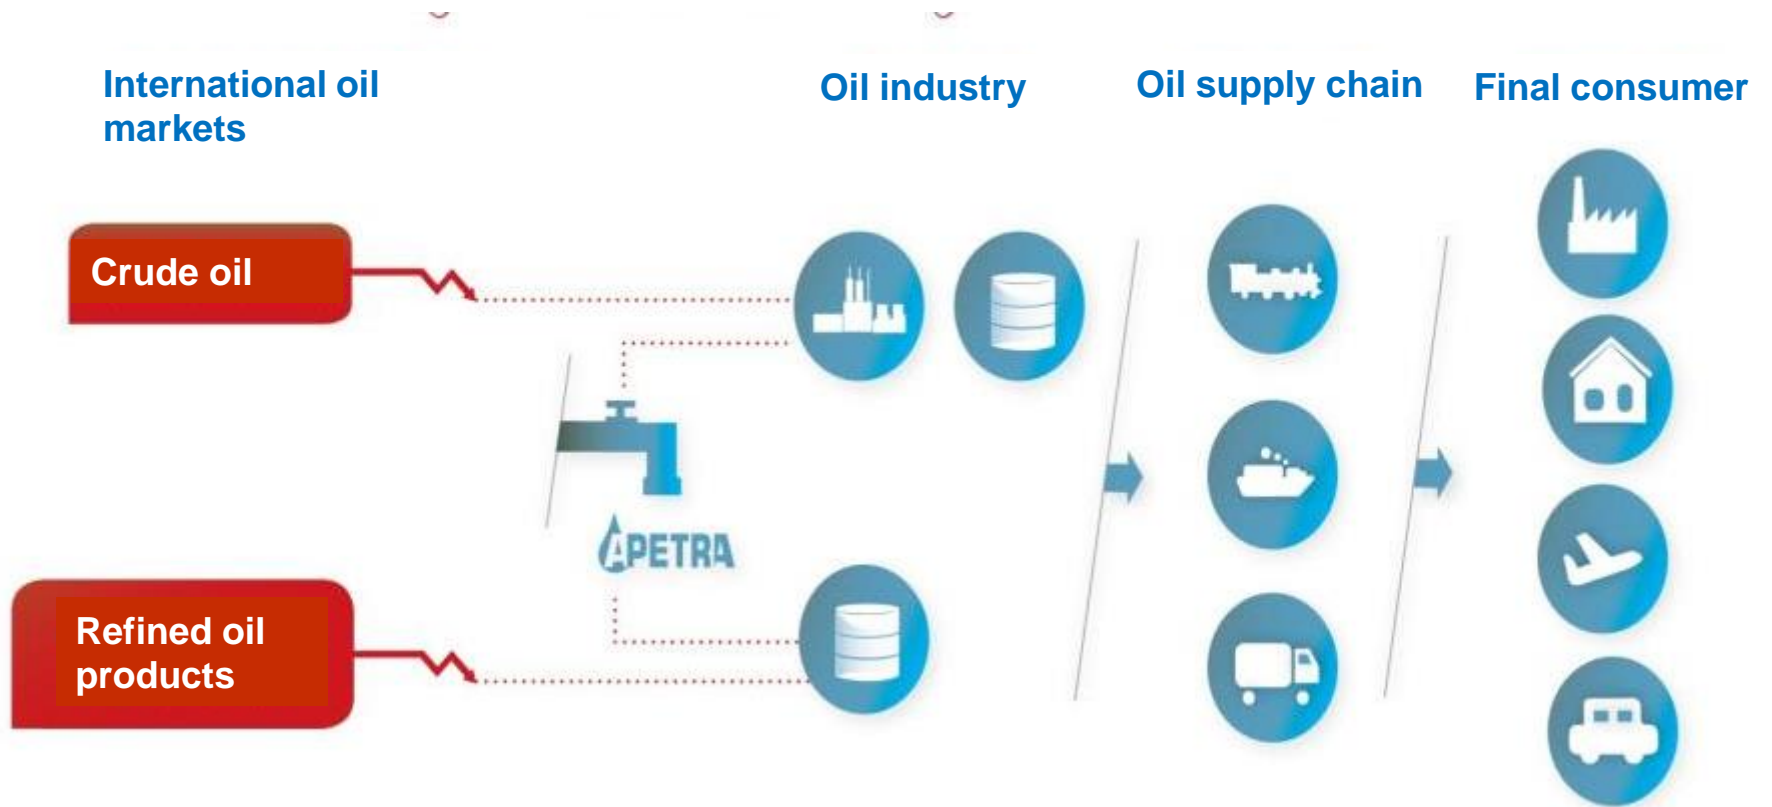 International oil
markets
Oil industry
Oil supply chain
Final consumer
Crude oil
APETRA
Refined oil
products